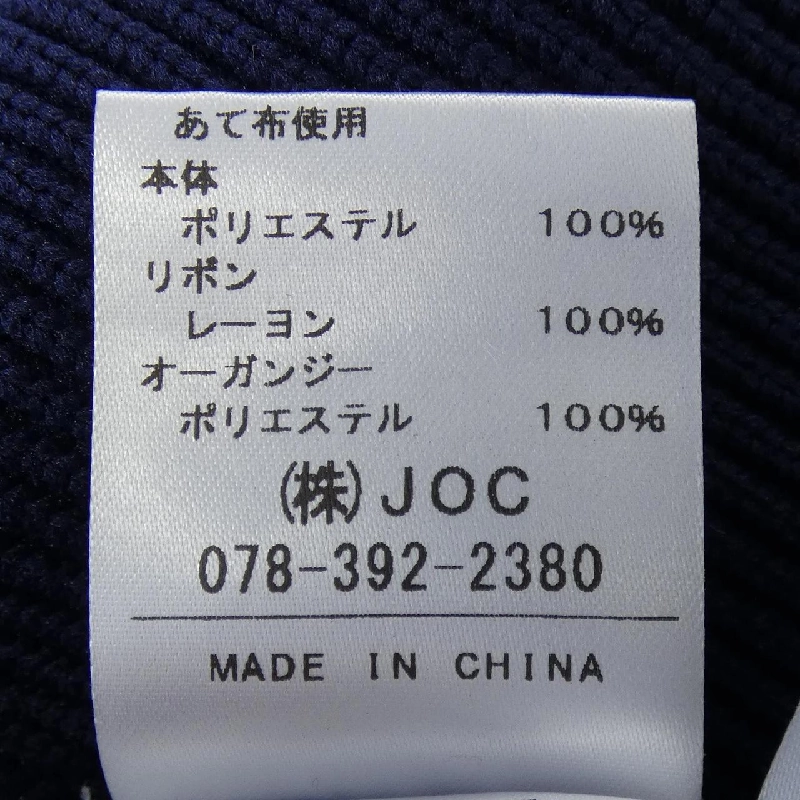 あて布使用
本体
ポリエステル 100%
リボン
レーヨン 100%
オーガンジー
ポリエステル 100%
(株)JOC
078-392-2380
MADE IN CHINA